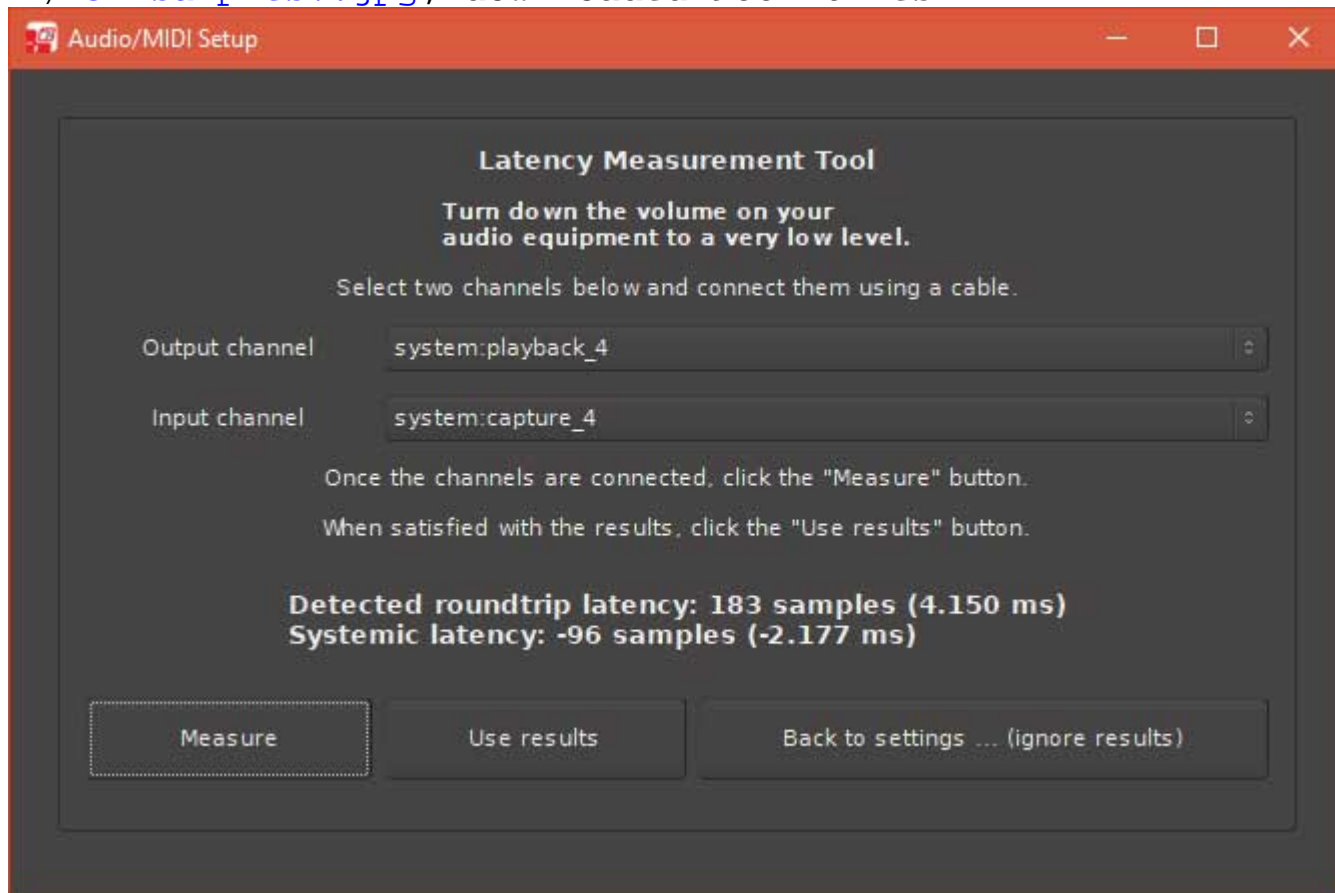 Audio/MIDI Setup
Latency Measurement Tool
Turn down the volume on your
audio equipment to a very low level.
Select two channels below and connect them using a cable.
Output channel system:playback_4
Input channel system:capture_4
Once the channels are connected, click the "Measure" button.
When satisfied with the results, click the "Use results" button.
Detected roundtrip latency: 183 samples (4.150 ms)
Systemic latency: -96 samples (-2.177 ms)
Measure Use results Back to settings ... (ignore results)